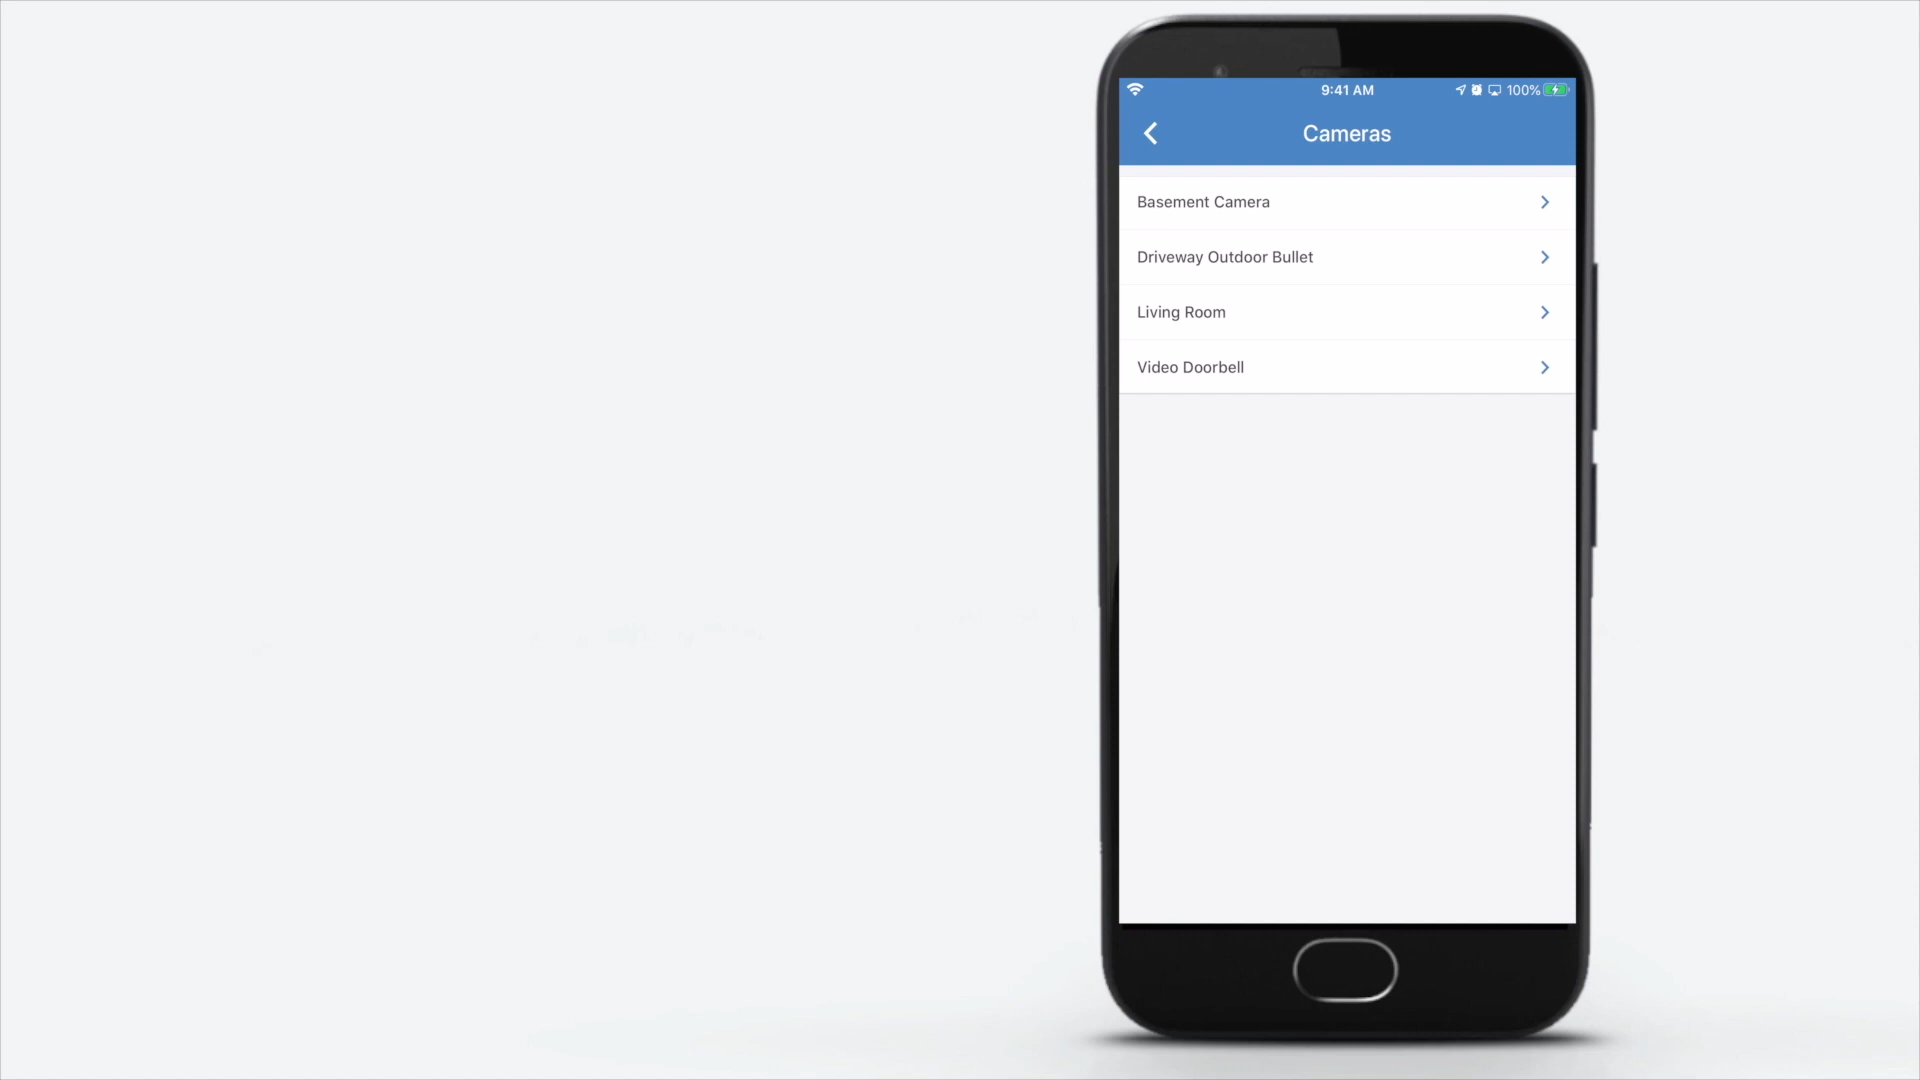 9:41 AM
100%
Cameras
Basement Camera
Driveway Outdoor Bullet
Living Room
Video Doorbell